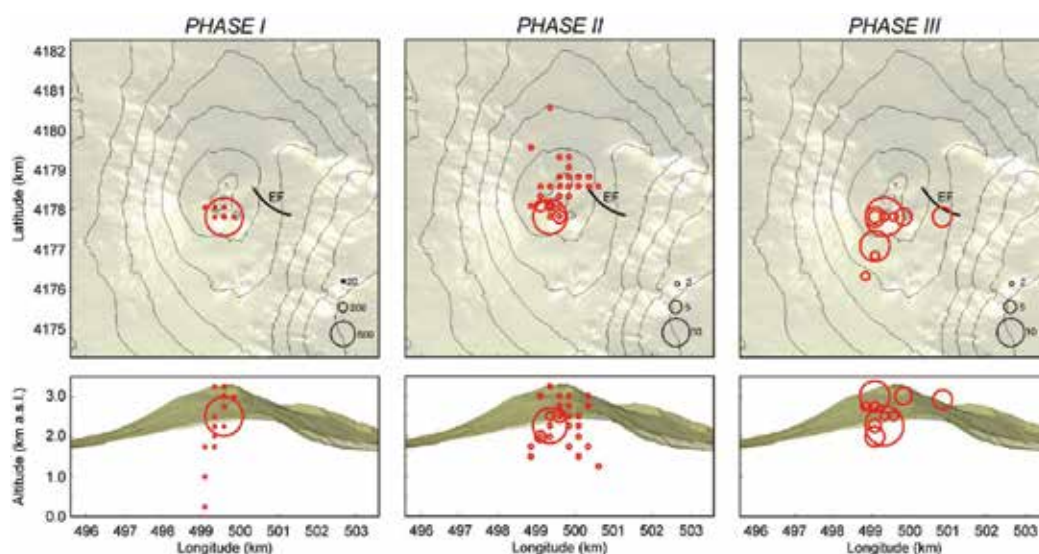 PHASE I
PHASE II
PHASE III
4182
4181
4180
4179
4178
4177
4176
4175
Latitude (km)
EF
20
200
500
EF
2
5
10
EF
2
5
10
3.0
2.0
1.0
0.0
Altitude (km a.s.l.)
496 497 498 499 500 501 502 503
Longitude (km)
496 497 498 499 500 501 502 503
Longitude (km)
496 497 498 499 500 501 502 503
Longitude (km)